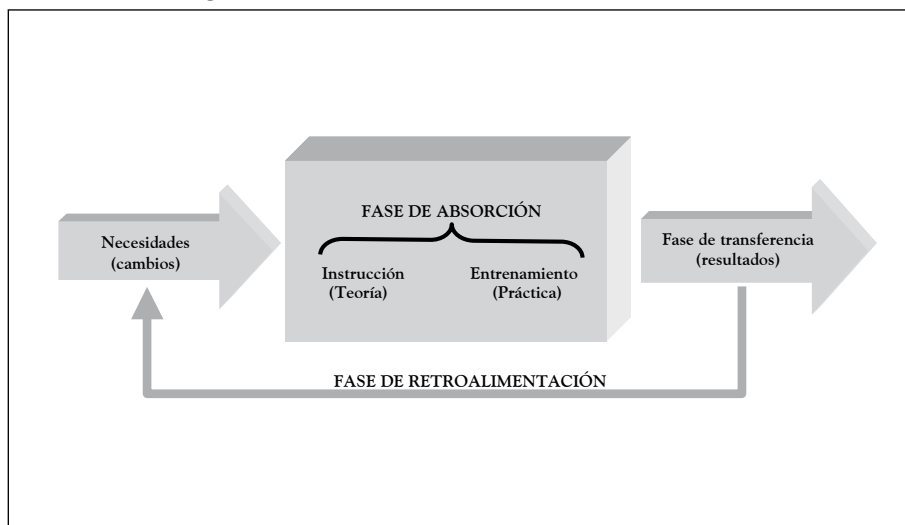 Necesidades
(cambios)
FASE DE ABSORCIÓN
Instrucción
(Teoría)
Entrenamiento
(Práctica)
Fase de transferencia
(resultados)
FASE DE RETROALIMENTACIÓN